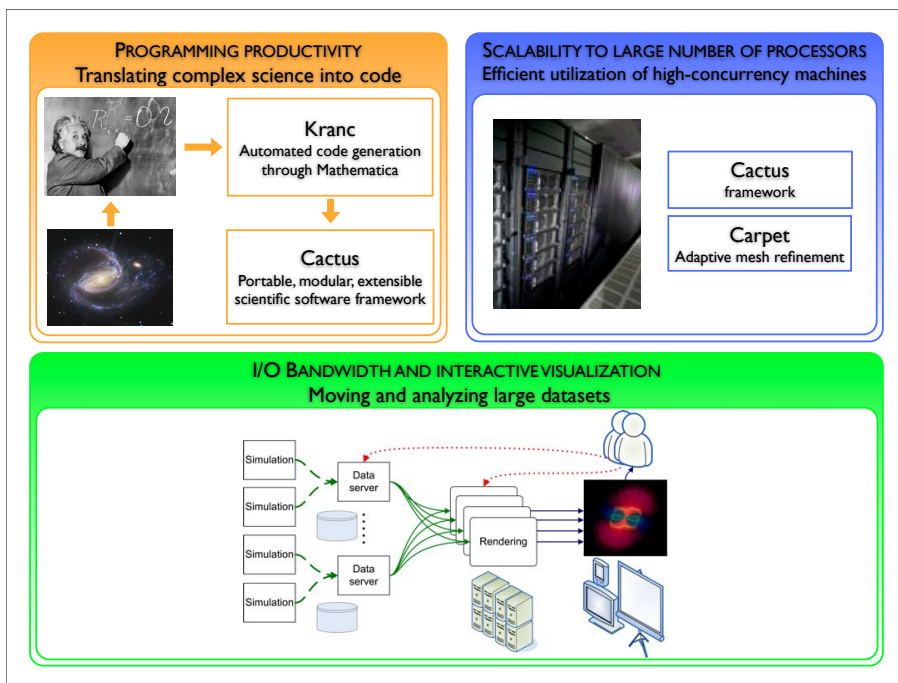 PROGRAMMING PRODUCTIVITY
Translating complex science into code
Kranc
Automated code generation
through Mathematica
Cactus
Portable, modular, extensible
scientific software framework
SCALABILITY TO LARGE NUMBER OF PROCESSORS
Efficient utilization of high-concurrency machines
Cactus
framework
Carpet
Adaptive mesh refinement
I/O BANDWIDTH AND INTERACTIVE VISUALIZATION
Moving and analyzing large datasets
Simulation
Simulation
Data
server
Simulation
Simulation
Data
server
Rendering